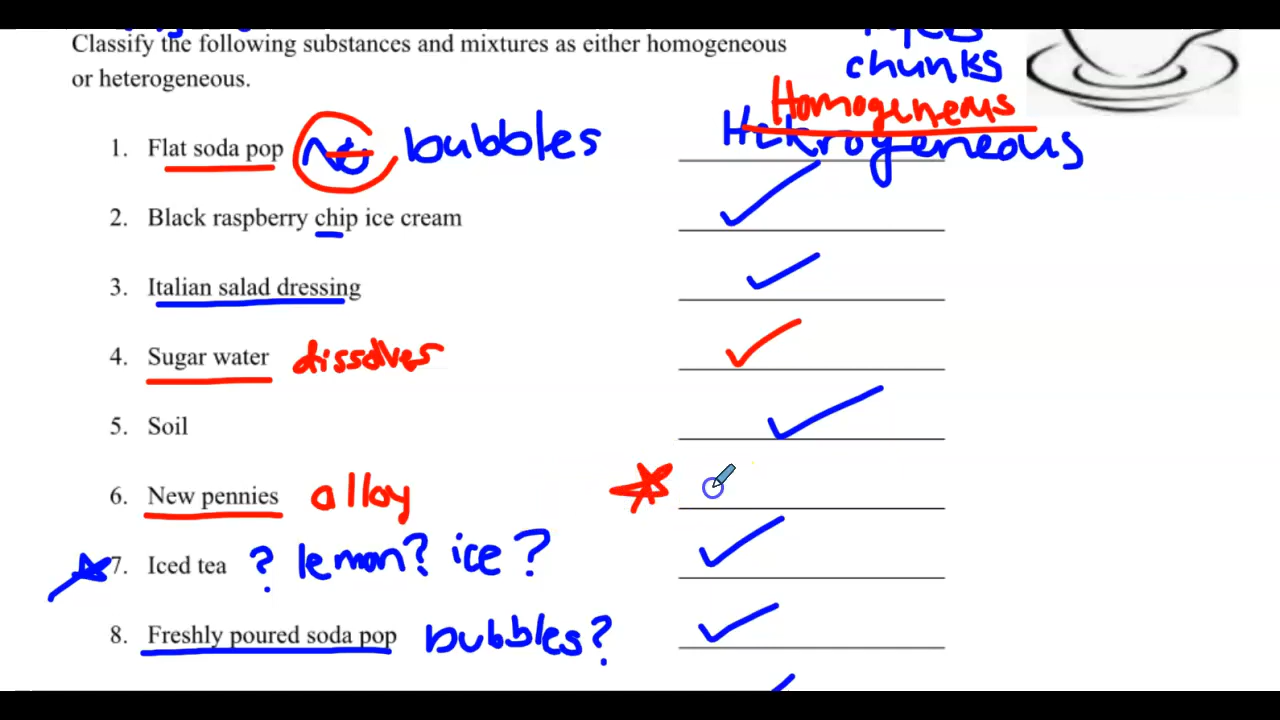 Classify the following substances and mixtures as either homogeneous
or heterogeneous.
chunks
Homogeneous
Heterogeneous
1. Flat soda pop No bubbles
2. Black raspberry chip ice cream
3. Italian salad dressing
4. Sugar water dissolves
5. Soil
6. New pennies alloy
7. Iced tea ? lemon? ice?
8. Freshly poured soda pop bubbles?